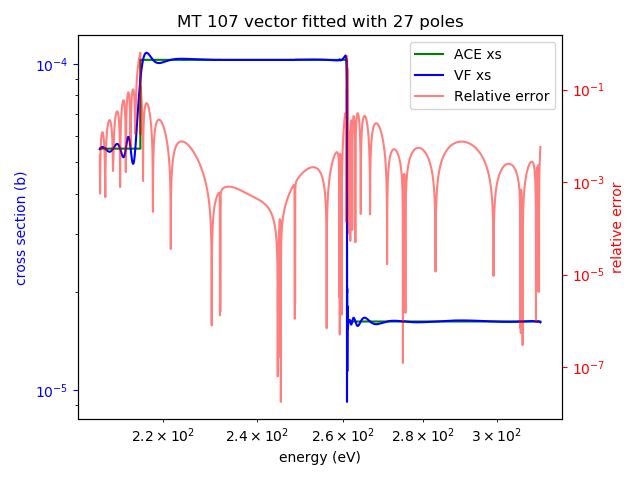 MT 107 vector fitted with 27 poles
ACE xs
VF xs
Relative error
10⁻⁴
10⁻⁵
cross section (b)
10⁻¹
10⁻³
10⁻⁵
10⁻⁷
relative error
2.2 × 10² 2.4 × 10² 2.6 × 10² 2.8 × 10² 3 × 10²
energy (eV)